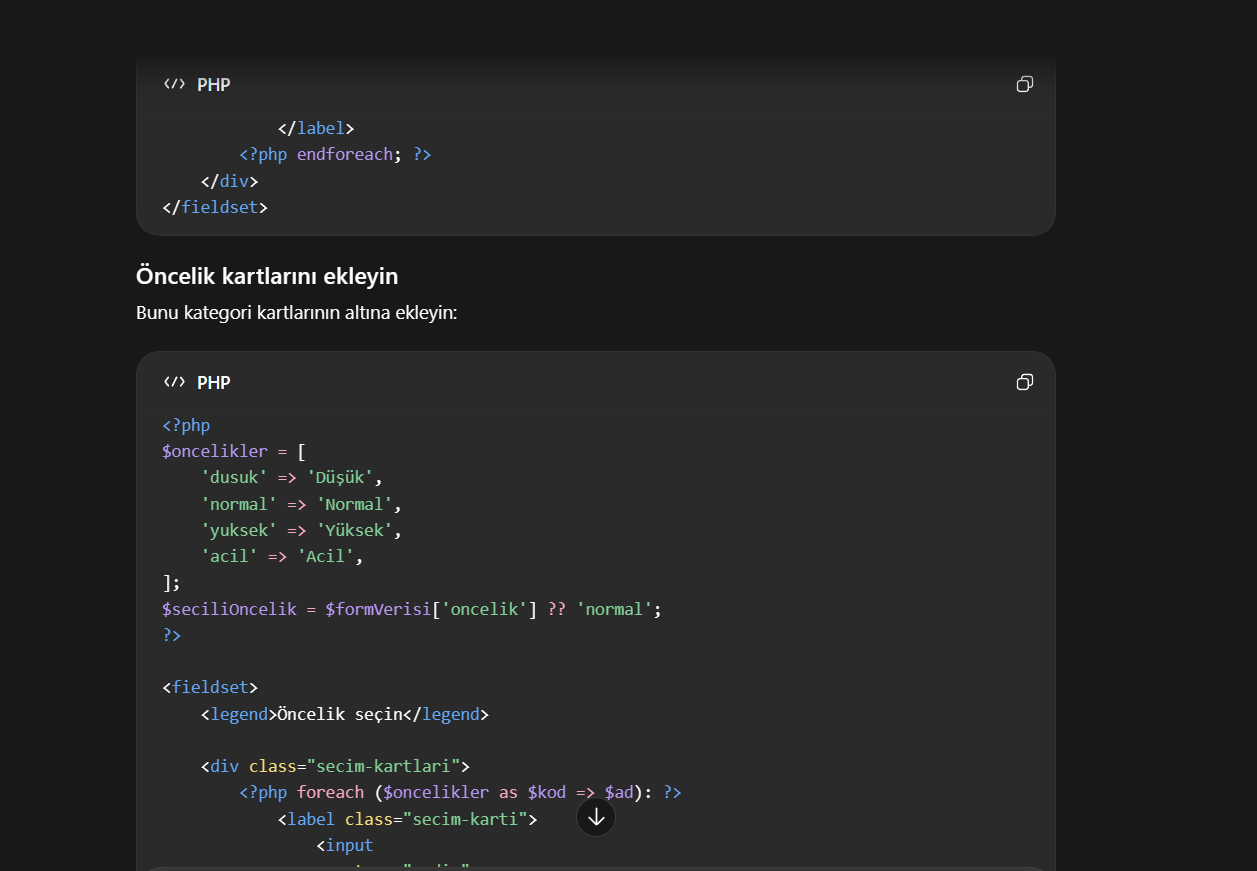 </> PHP
</label>
<?php endforeach; ?>
</div>
</fieldset>
Öncelik kartlarını ekleyin
Bunu kategori kartlarının altına ekleyin:
</> PHP
<?php
$oncelikler = [
'dusuk' => 'Düşük',
'normal' => 'Normal',
'yuksek' => 'Yüksek',
'acil' => 'Acil',
];
$seciliOncelik = $formVerisi['oncelik'] ?? 'normal';
?>
<fieldset>
<legend>Öncelik seçin</legend>
<div class="secim-kartlari">
<?php foreach ($oncelikler as $kod => $ad): ?>
<label class="secim-karti">
<input